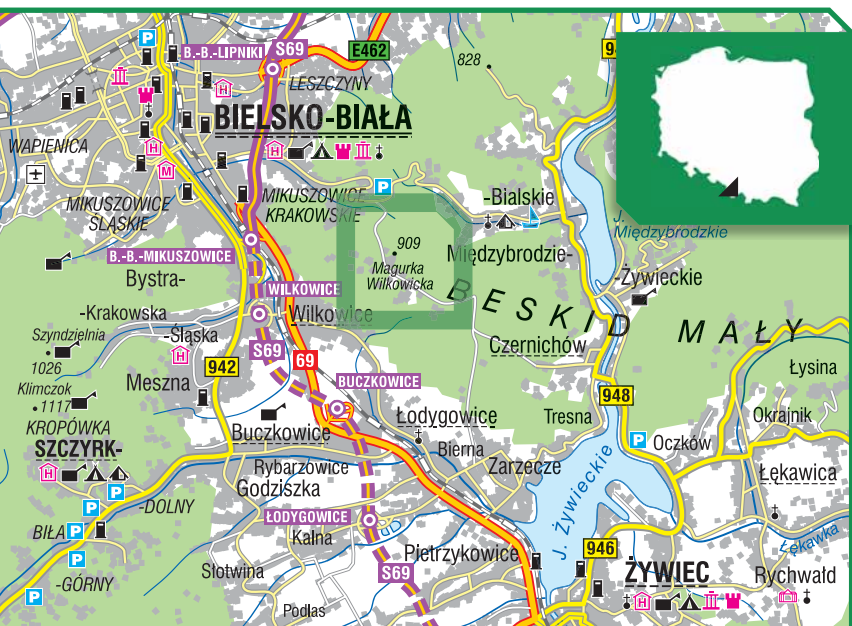 B.-B.-LIPNIKI
S69
E462
LESZCZYNY
828
BIELSKO-BIAŁA
WAPIENICA
MIKUSZOWICE
ŚLĄSKIE
MIKUSZOWICE
KRAKOWSKIE
-Bialskie
J.
Międzybrodzkie
B.-B.-MIKUSZOWICE
909
Magurka
Wilkowicka
Międzybrodzie-
-Żywieckie
Bystra-
-Krakowska
WILKOWICE
Wilkowice
BESKID MAŁY
Szyndzielnia
1026
-Śląska
S69
69
Czernichów
Łysina
Klimczok
1117
942
Meszna
BUCZKOWICE
948
KROPÓWKA
SZCZYRK-
Buczkowice
Łodygowice
Tresna
Okrajnik
Bierna
Oczków
Rybarzowice
Zarzecze
Łękawica
Godziszka
-DOLNY
J. Żywieckie
BIŁA
ŁODYGOWICE
Kalna
Łękawka
Pietrzykowice
946
-GÓRNY
Słotwina
S69
ŻYWIEC
Rychwałd
Podlas
P
P
P
P
P
P
P
P
H
H
H
M
H
H
H
H